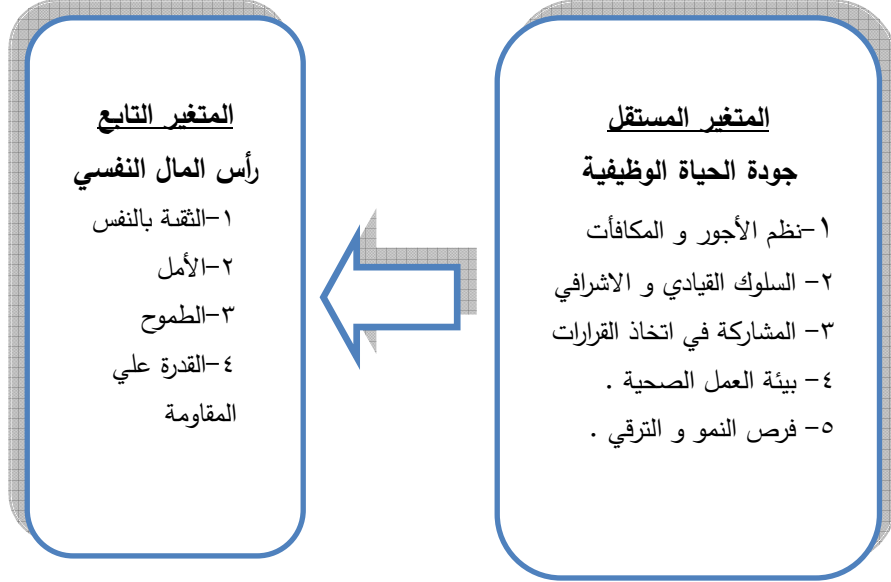 المتغير المستقل
جودة الحياة الوظيفية
١-نظم الأجور و المكافأت
٢- السلوك القيادي و الاشرافي
٣- المشاركة في اتخاذ القرارات
٤- بيئة العمل الصحية .
٥- فرص النمو و الترقي .
المتغير التابع
رأس المال النفسي
١-الثقة بالنفس
٢-الأمل
٣-الطموح
٤-القدرة علي
المقاومة